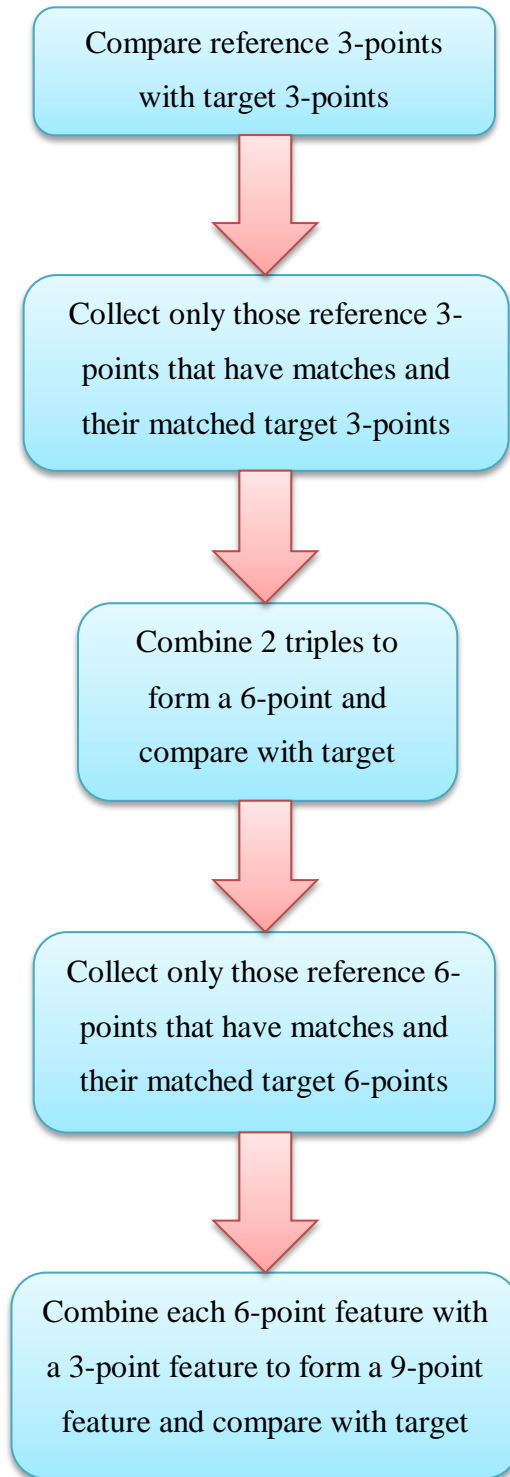 Compare reference 3-points
with target 3-points
Collect only those reference 3-
points that have matches and
their matched target 3-points
Combine 2 triples to
form a 6-point and
compare with target
Collect only those reference 6-
points that have matches and
their matched target 6-points
Combine each 6-point feature with
a 3-point feature to form a 9-point
feature and compare with target